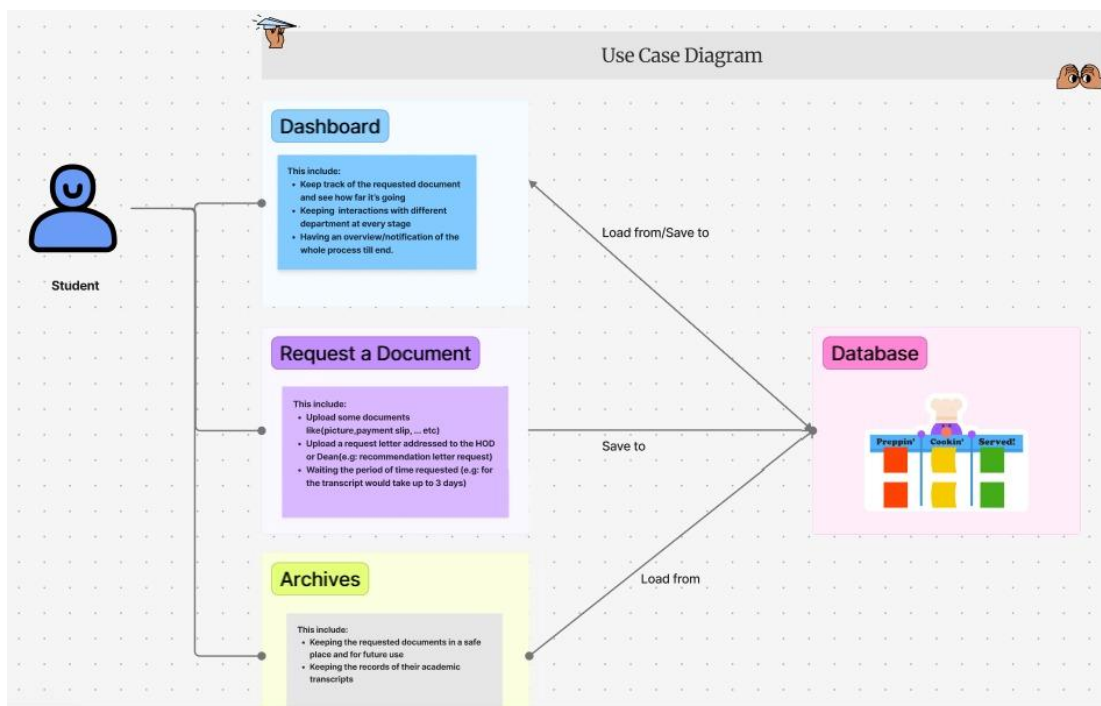 Use Case Diagram
Dashboard
This include:
• Keep track of the requested document
and see how far it's going
• Keeping interactions with different
department at every stage
• Having an overview/notification of the
whole process till end.
Load from/Save to
Student
Request a Document
This include:
• Upload some documents
like(picture,payment slip, ... etc)
• Upload a request letter addressed to the HOD
or Dean(e.g: recommendation letter request)
• Waiting the period of time requested (e.g: for
the transcript would take up to 3 days)
Save to
Database
Preppin' Cookin' Served!
Archives
This include:
• Keeping the requested documents in a safe
place and for future use
• Keeping the records of their academic
transcripts
Load from